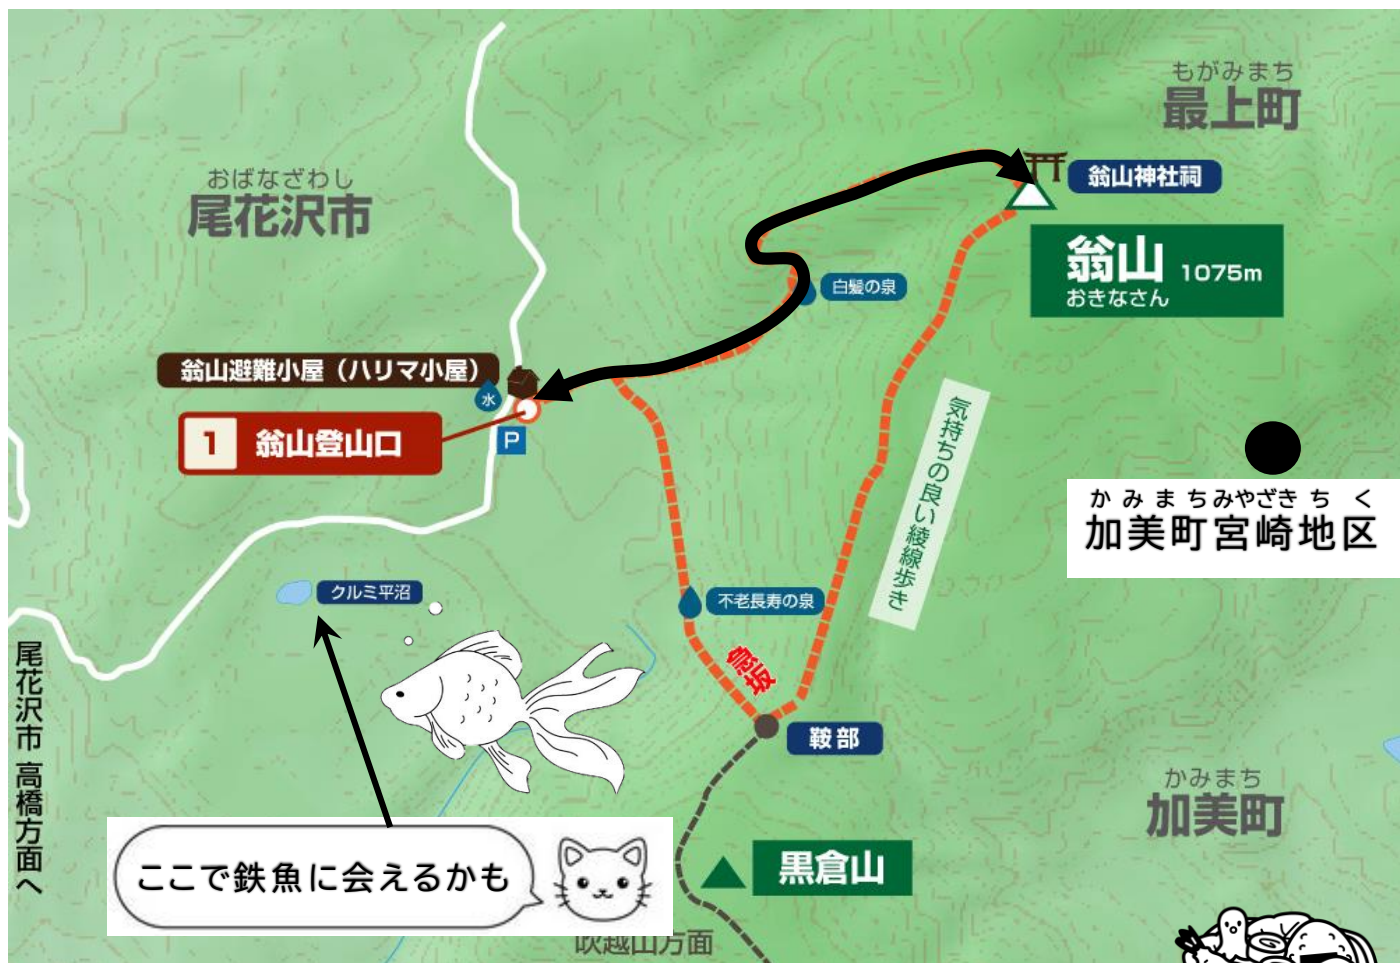 もがみまち
最上町
おばなざわし
尾花沢市
翁山神社祠
翁山 1075m
おきなさん
白髪の泉
翁山避難小屋（ハリマ小屋）
水
1 翁山登山口
P
気持ちの良い綾線歩き
かみまちみやざきちく
加美町宮崎地区
クルミ平沼
不老長寿の泉
急坂
尾花沢市 高橋方面へ
鞍部
かみまち
加美町
ここで鉄魚に会えるかも
黒倉山
吹越山方面